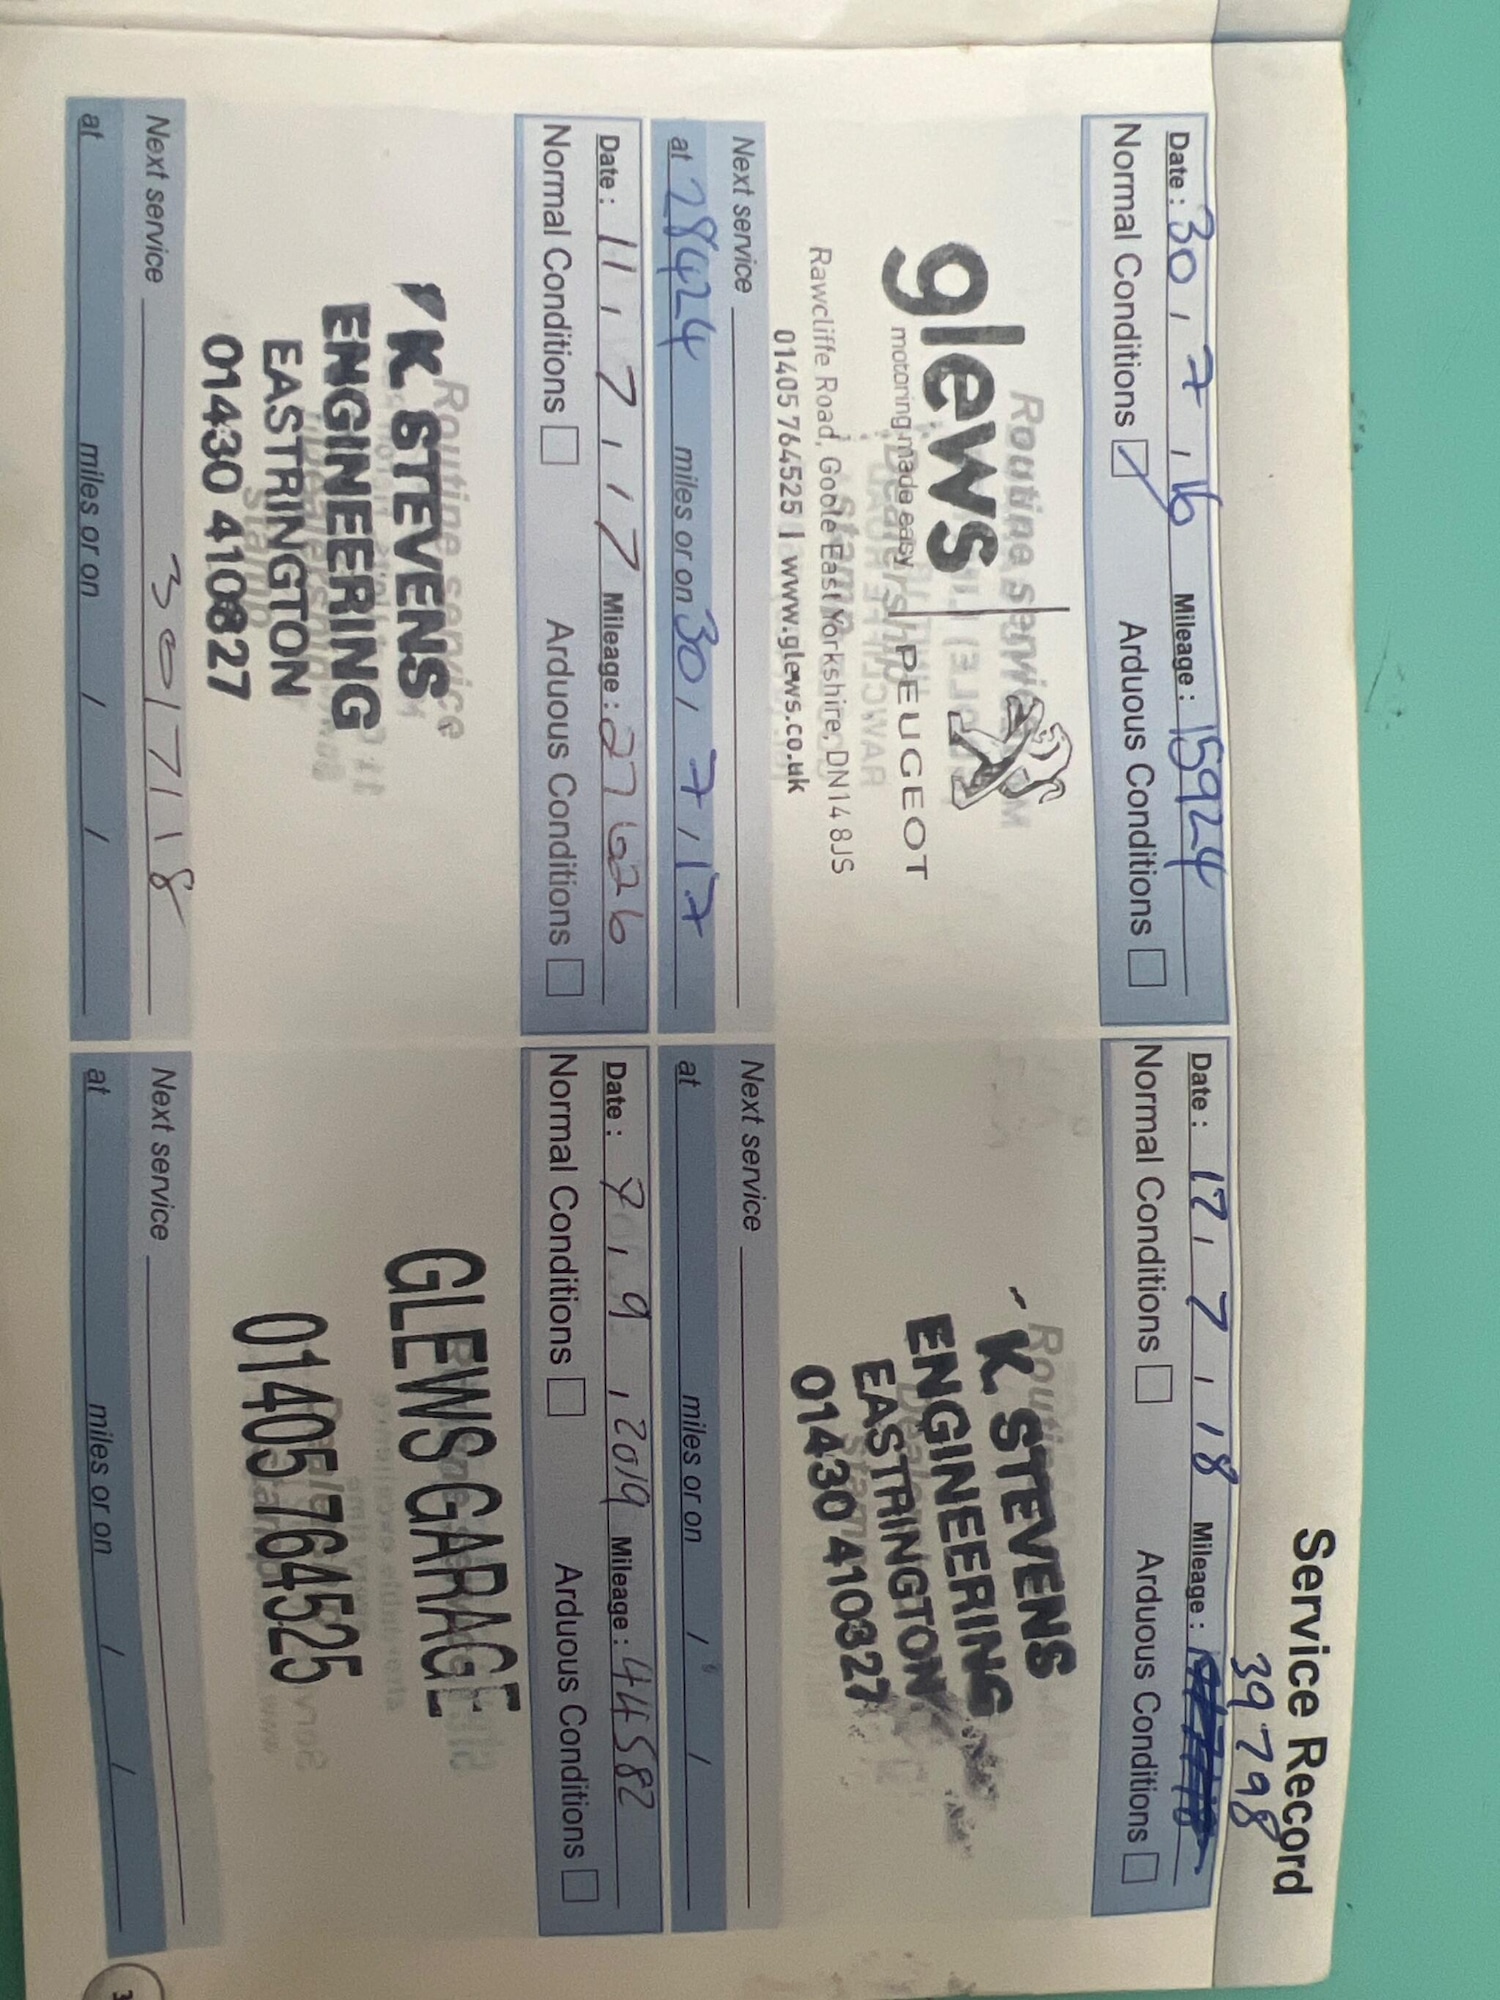 Service Record
Date : 30 / 7 / 16 Mileage : 15924
Normal Conditions Arduous Conditions
glews PEUGEOT
motoring made easy
Rawcliffe Road, Goole East Yorkshire, DN14 8JS
01405 764525 | www.glews.co.uk
Next service
at 28424 miles or on 30 / 7 / 17
39798
Date : 17 / 7 / 18 Mileage :
Normal Conditions Arduous Conditions
K STEVENS
ENGINEERING
EASTRINGTON
01430 410827
Next service
at miles or on / /
Date : 11 / 7 / 17 Mileage : 27626
Normal Conditions Arduous Conditions
K STEVENS
ENGINEERING
EASTRINGTON
01430 410827
Next service 30/7/18
at miles or on / /
Date : 9 / 2019 Mileage : 44582
Normal Conditions Arduous Conditions
GLEWS GARAGE
01405 764525
Next service
at miles or on / /
3